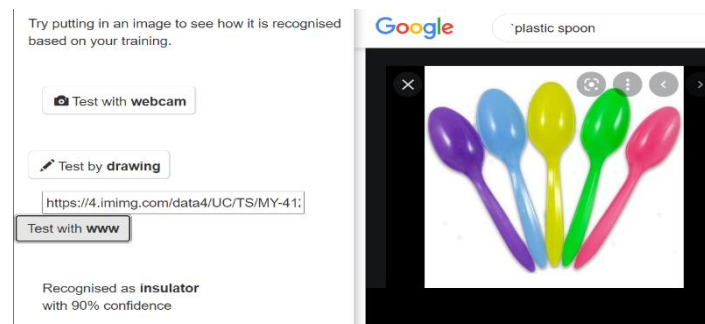 Try putting in an image to see how it is recognised
based on your training.
Test with webcam
Test by drawing
https://4.imimg.com/data4/UC/TS/MY-41
Test with www
Recognised as insulator
with 90% confidence
Google
`plastic spoon